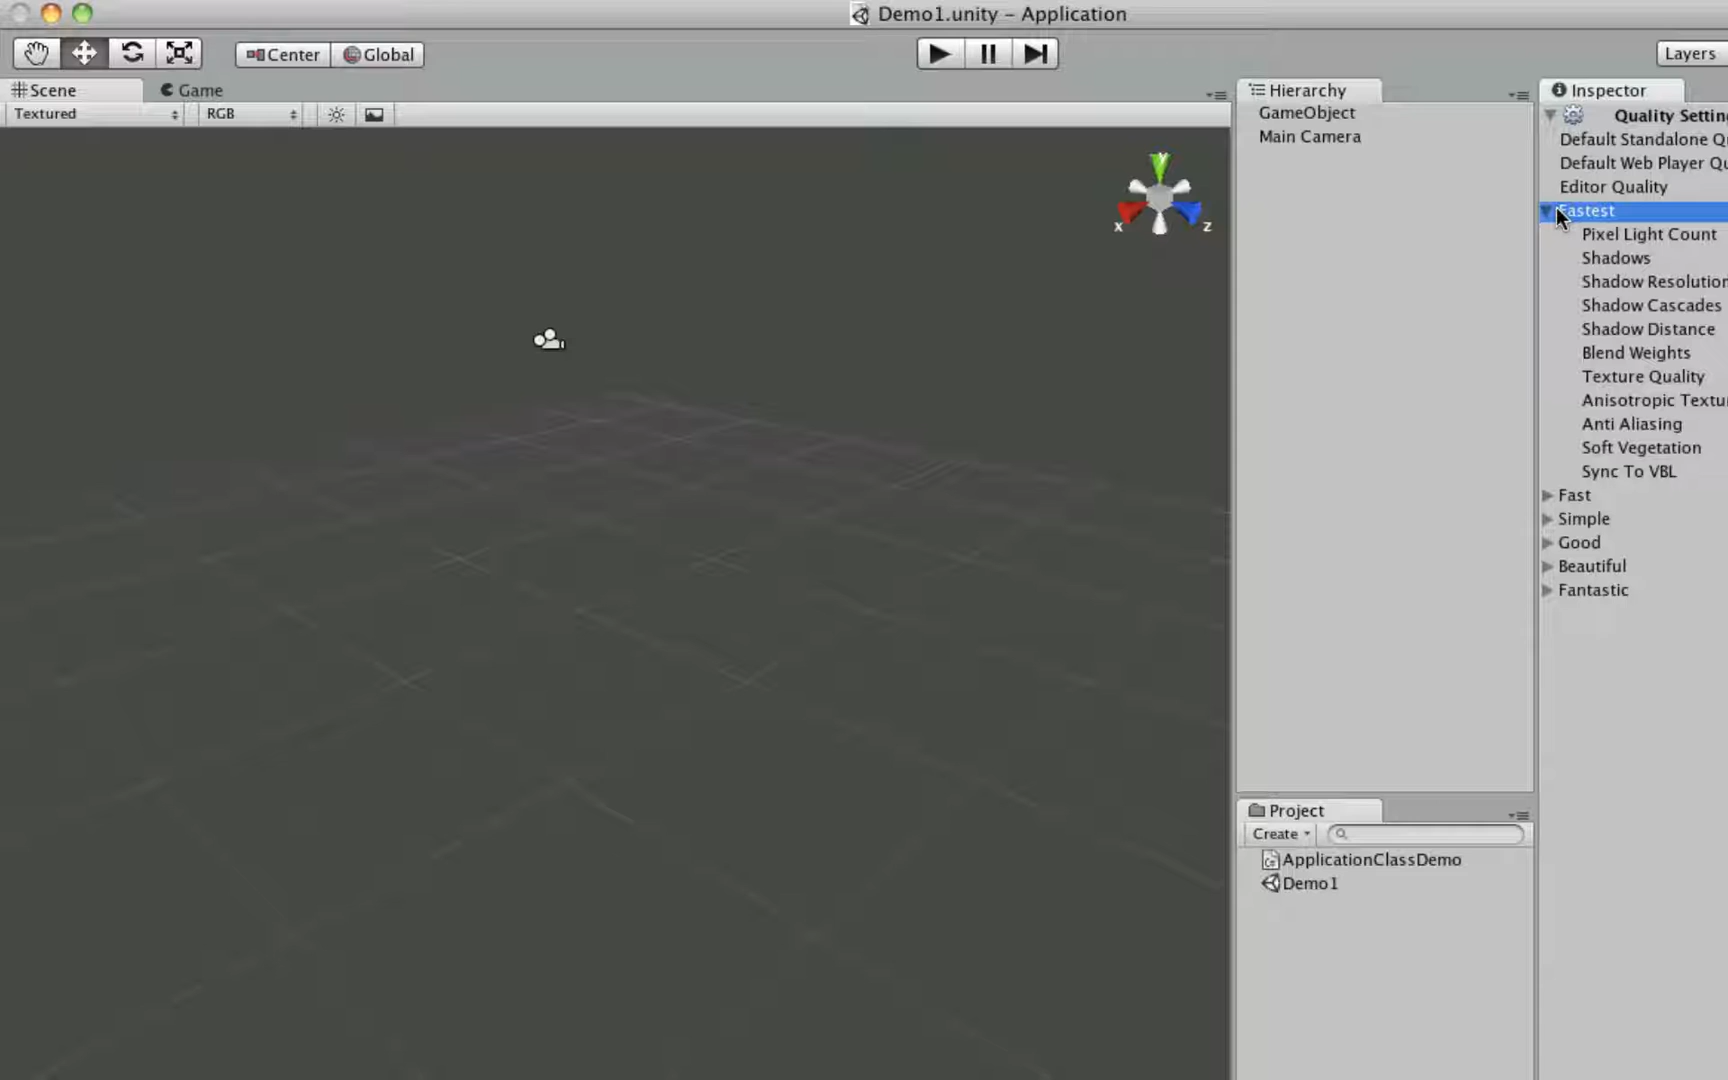 Demo1.unity – Application
Center Global
Layers
Scene Game
Textured RGB
y
x z
Hierarchy
GameObject
Main Camera
Project
Create
ApplicationClassDemo
Demo1
Inspector
Quality Settin
Default Standalone Q
Default Web Player Qu
Editor Quality
Fastest
Pixel Light Count
Shadows
Shadow Resolution
Shadow Cascades
Shadow Distance
Blend Weights
Texture Quality
Anisotropic Textu
Anti Aliasing
Soft Vegetation
Sync To VBL
Fast
Simple
Good
Beautiful
Fantastic